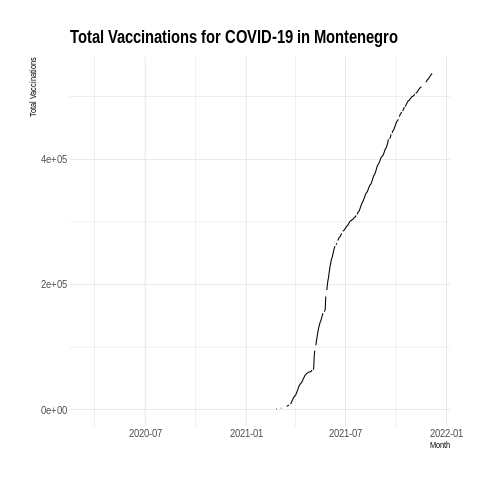 Total Vaccinations for COVID-19 in Montenegro
Total Vaccinations
4e+05
2e+05
0e+00
2020-07 2021-01 2021-07 2022-01
Month